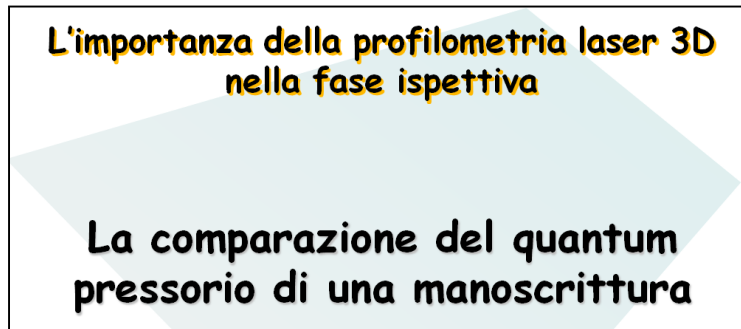 L'importanza della profilometria laser 3D
nella fase ispettiva
La comparazione del quantum
pressorio di una manoscrittura